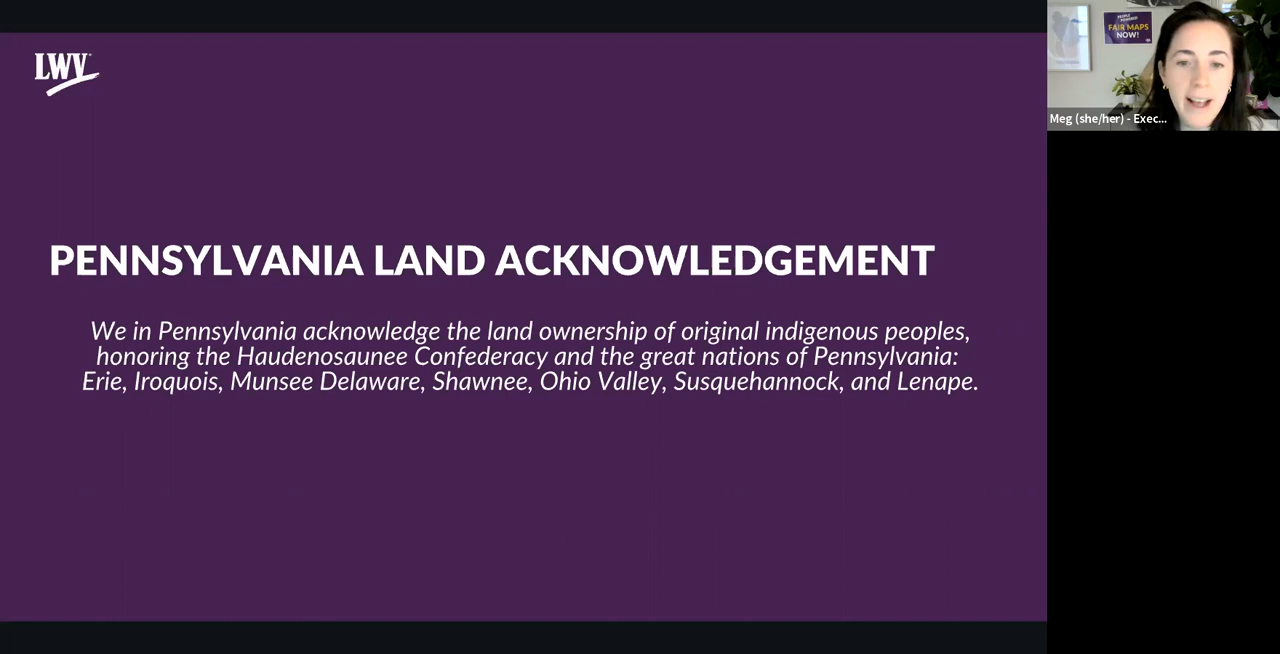 LWV
PENNSYLVANIA LAND ACKNOWLEDGEMENT
We in Pennsylvania acknowledge the land ownership of original indigenous peoples,
honoring the Haudenosaunee Confederacy and the great nations of Pennsylvania:
Erie, Iroquois, Munsee Delaware, Shawnee, Ohio Valley, Susquehannock, and Lenape.
PEOPLE
POWERED
FAIR MAPS
NOW!
Meg (she/her) - Exec...